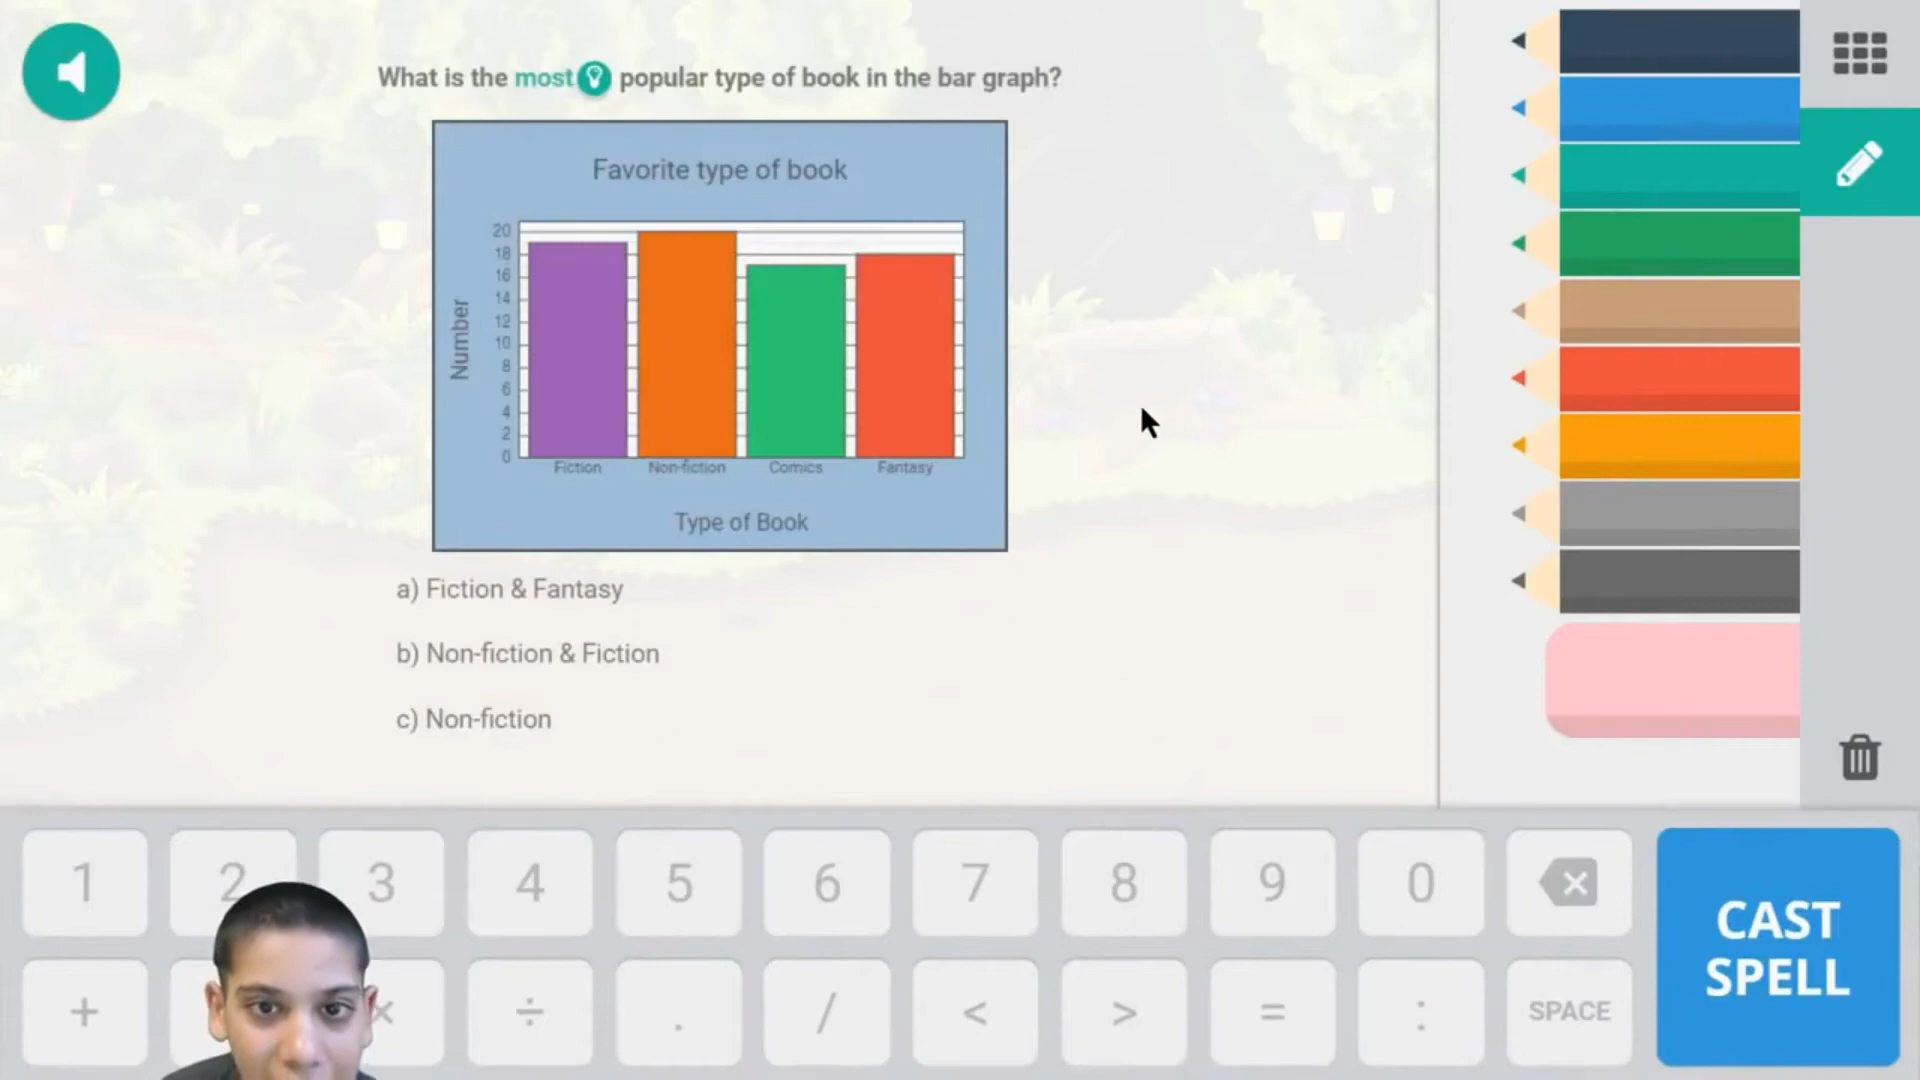 What is the most popular type of book in the bar graph?
Favorite type of book
20
18
16
14
12
10
8
6
4
2
0
Number
Fiction Non-fiction Comics Fantasy
Type of Book
a) Fiction & Fantasy
b) Non-fiction & Fiction
c) Non-fiction
1 2 3 4 5 6 7 8 9 0
+ × ÷ . / < > = : SPACE
CAST
SPELL